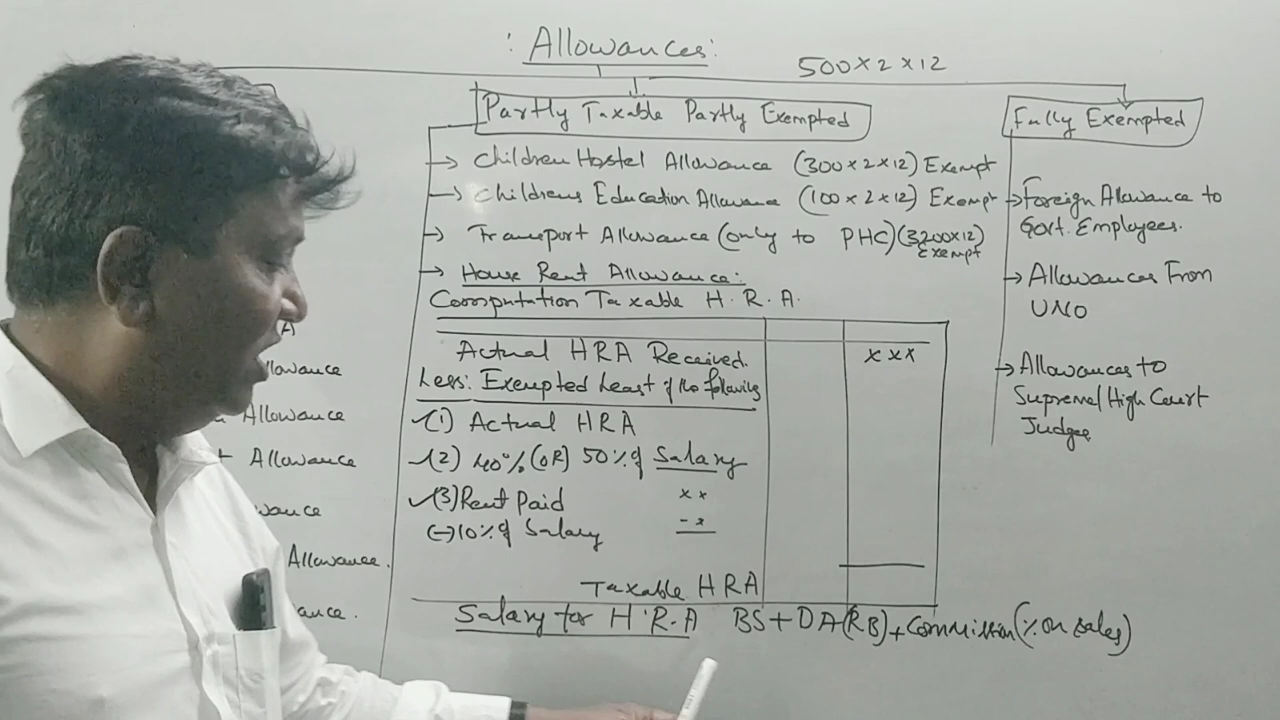 : Allowances:
500 × 2 × 12
Partly Taxable Partly Exempted
→ Children Hostel Allowance (300 × 2 × 12) Exempt
→ Childrens Education Allowance (100 × 2 × 12) Exempt
→ Transport Allowance (only to PHC) (3200×12) Exempt
→ House Rent Allowance:
Computation Taxable H.R.A.
Actual HRA Received. × × ×
Less: Exempted Least of the following
(1) Actual HRA
(2) 40% (OR) 50% of Salary
(3) Rent Paid × ×
(-) 10% of Salary - ×
Taxable HRA
Salary for H.R.A BS + DA(RB) + Commission (% on sales)
Fully Exempted
→ Foreign Allowance to
Govt. Employees.
→ Allowances From
UNO
→ Allowances to
Supreme/High Court
Judges
A
Allowance
Allowance
Allowance
Allowance.